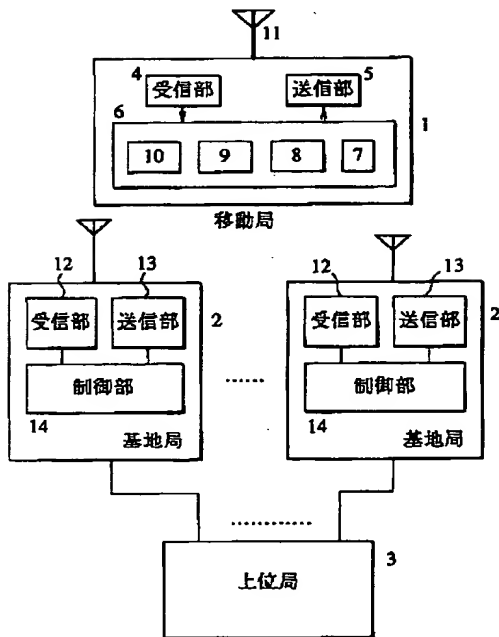 11
4 受信部 送信部 5
6
1
10 9 8 7
移動局
12 13 12 13
受信部 送信部 2 受信部 送信部 2
制御部 制御部
14 14
基地局 基地局
上位局 3